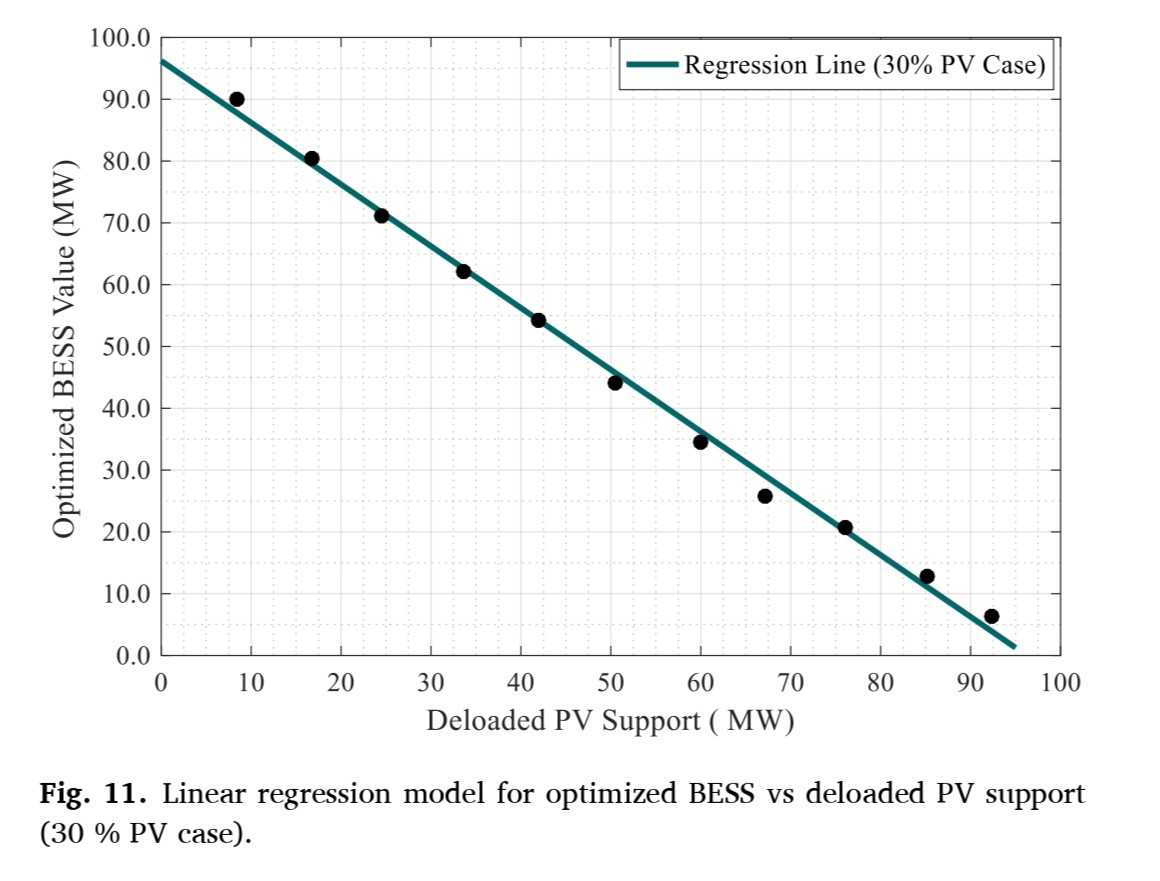 100.0
Regression Line (30% PV Case)
90.0
80.0
70.0
60.0
50.0
40.0
30.0
20.0
10.0
0.0
Optimized BESS Value (MW)
0 10 20 30 40 50 60 70 80 90 100
Deloaded PV Support ( MW)
Fig. 11. Linear regression model for optimized BESS vs deloaded PV support
(30 % PV case).